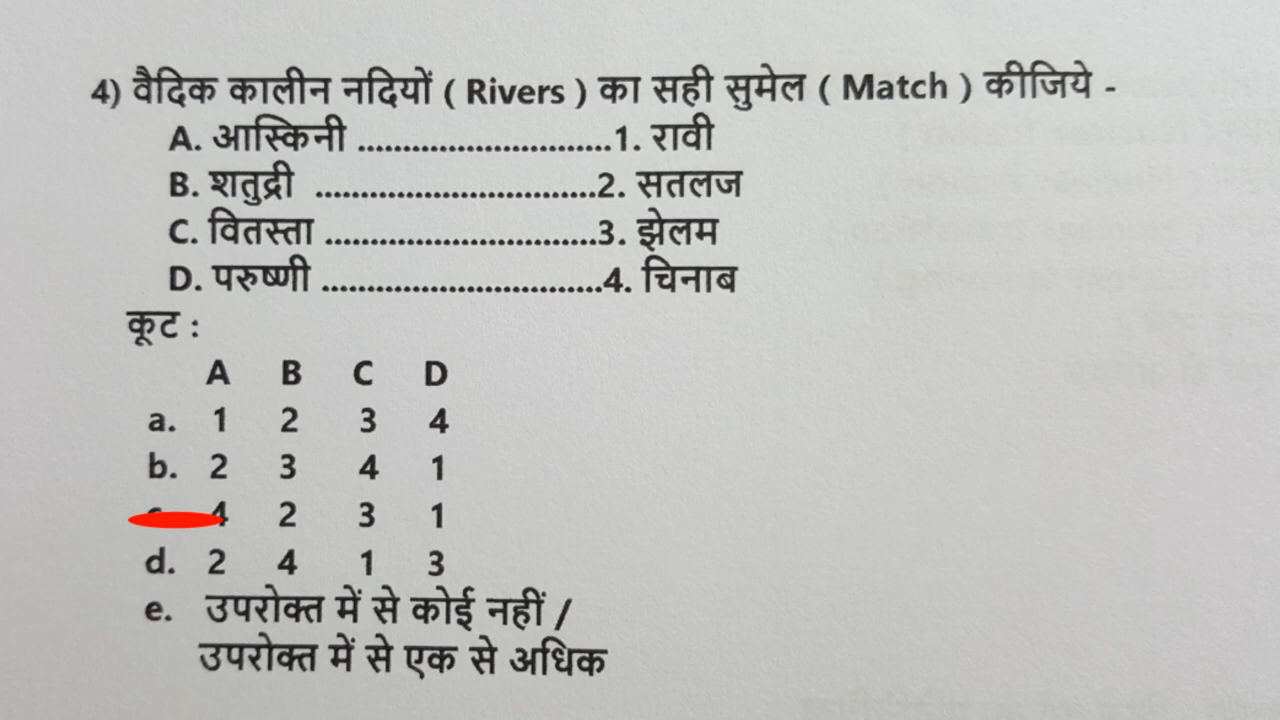 4) वैदिक कालीन नदियों ( Rivers ) का सही सुमेल ( Match ) कीजिये -
A. आस्किनी ...........................1. रावी
B. शतुद्री ..............................2. सतलज
C. वितस्ता .............................3. झेलम
D. परुष्णी ..............................4. चिनाब
कूट :
A B C D
a. 1 2 3 4
b. 2 3 4 1
4 2 3 1
d. 2 4 1 3
e. उपरोक्त में से कोई नहीं /
उपरोक्त में से एक से अधिक